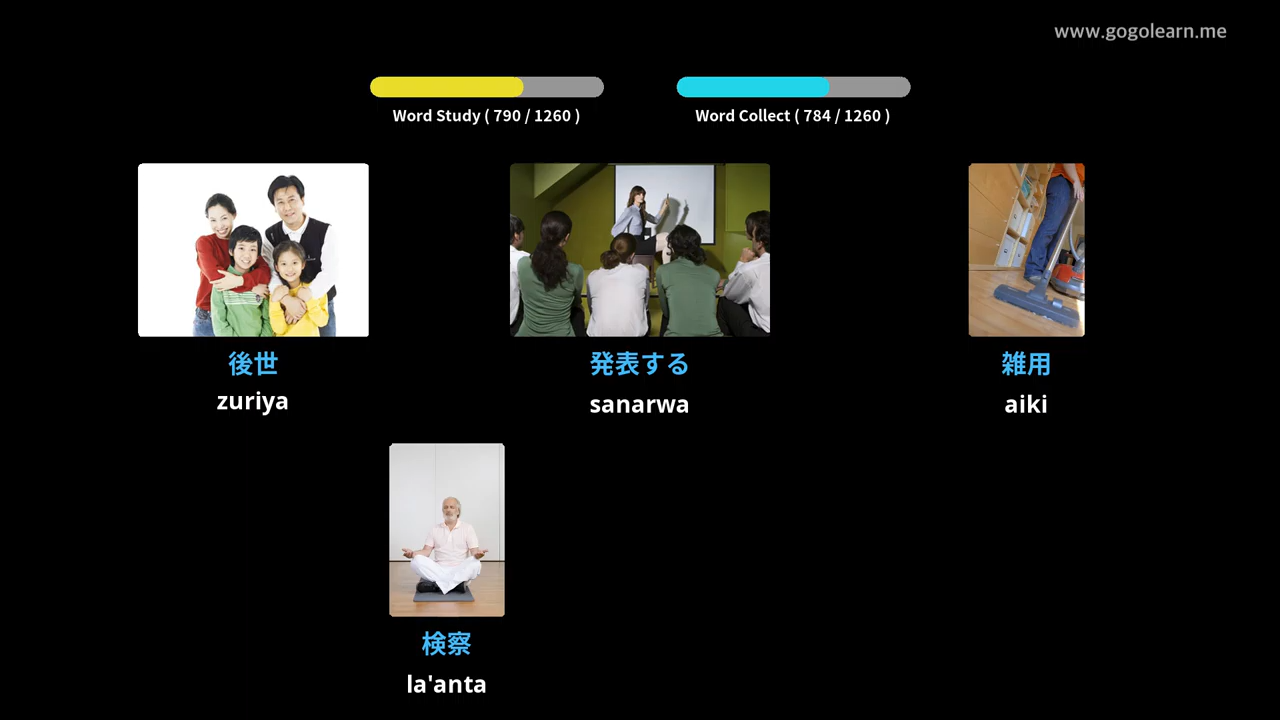 www.gogolearn.me
Word Study ( 790 / 1260 )
Word Collect ( 784 / 1260 )
後世
zuriya
発表する
sanarwa
雑用
aiki
検察
la'anta